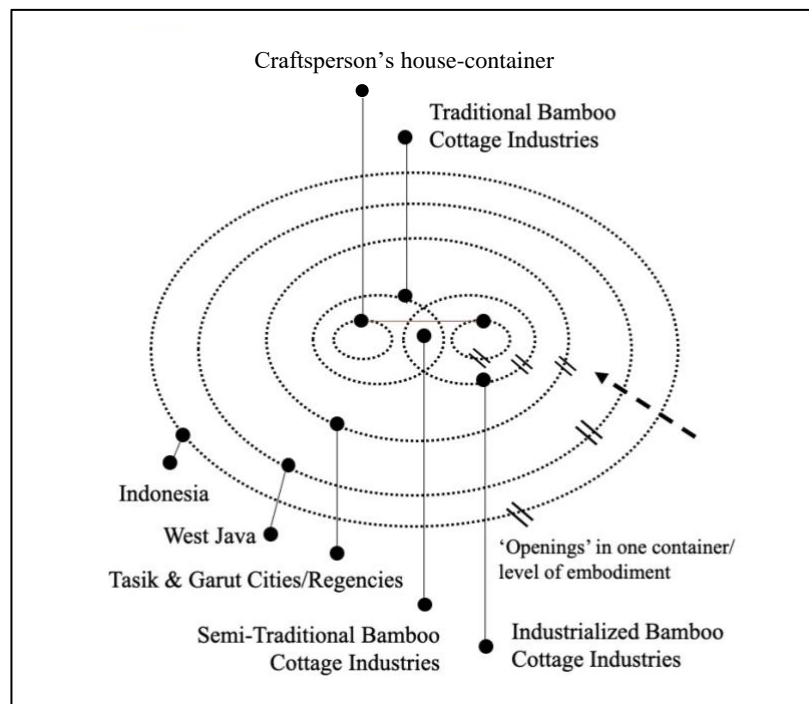 Craftsperson’s house-container
Traditional Bamboo
Cottage Industries
Indonesia
West Java
Tasik & Garut Cities/Regencies
‘Openings’ in one container/
level of embodiment
Semi-Traditional Bamboo
Cottage Industries
Industrialized Bamboo
Cottage Industries